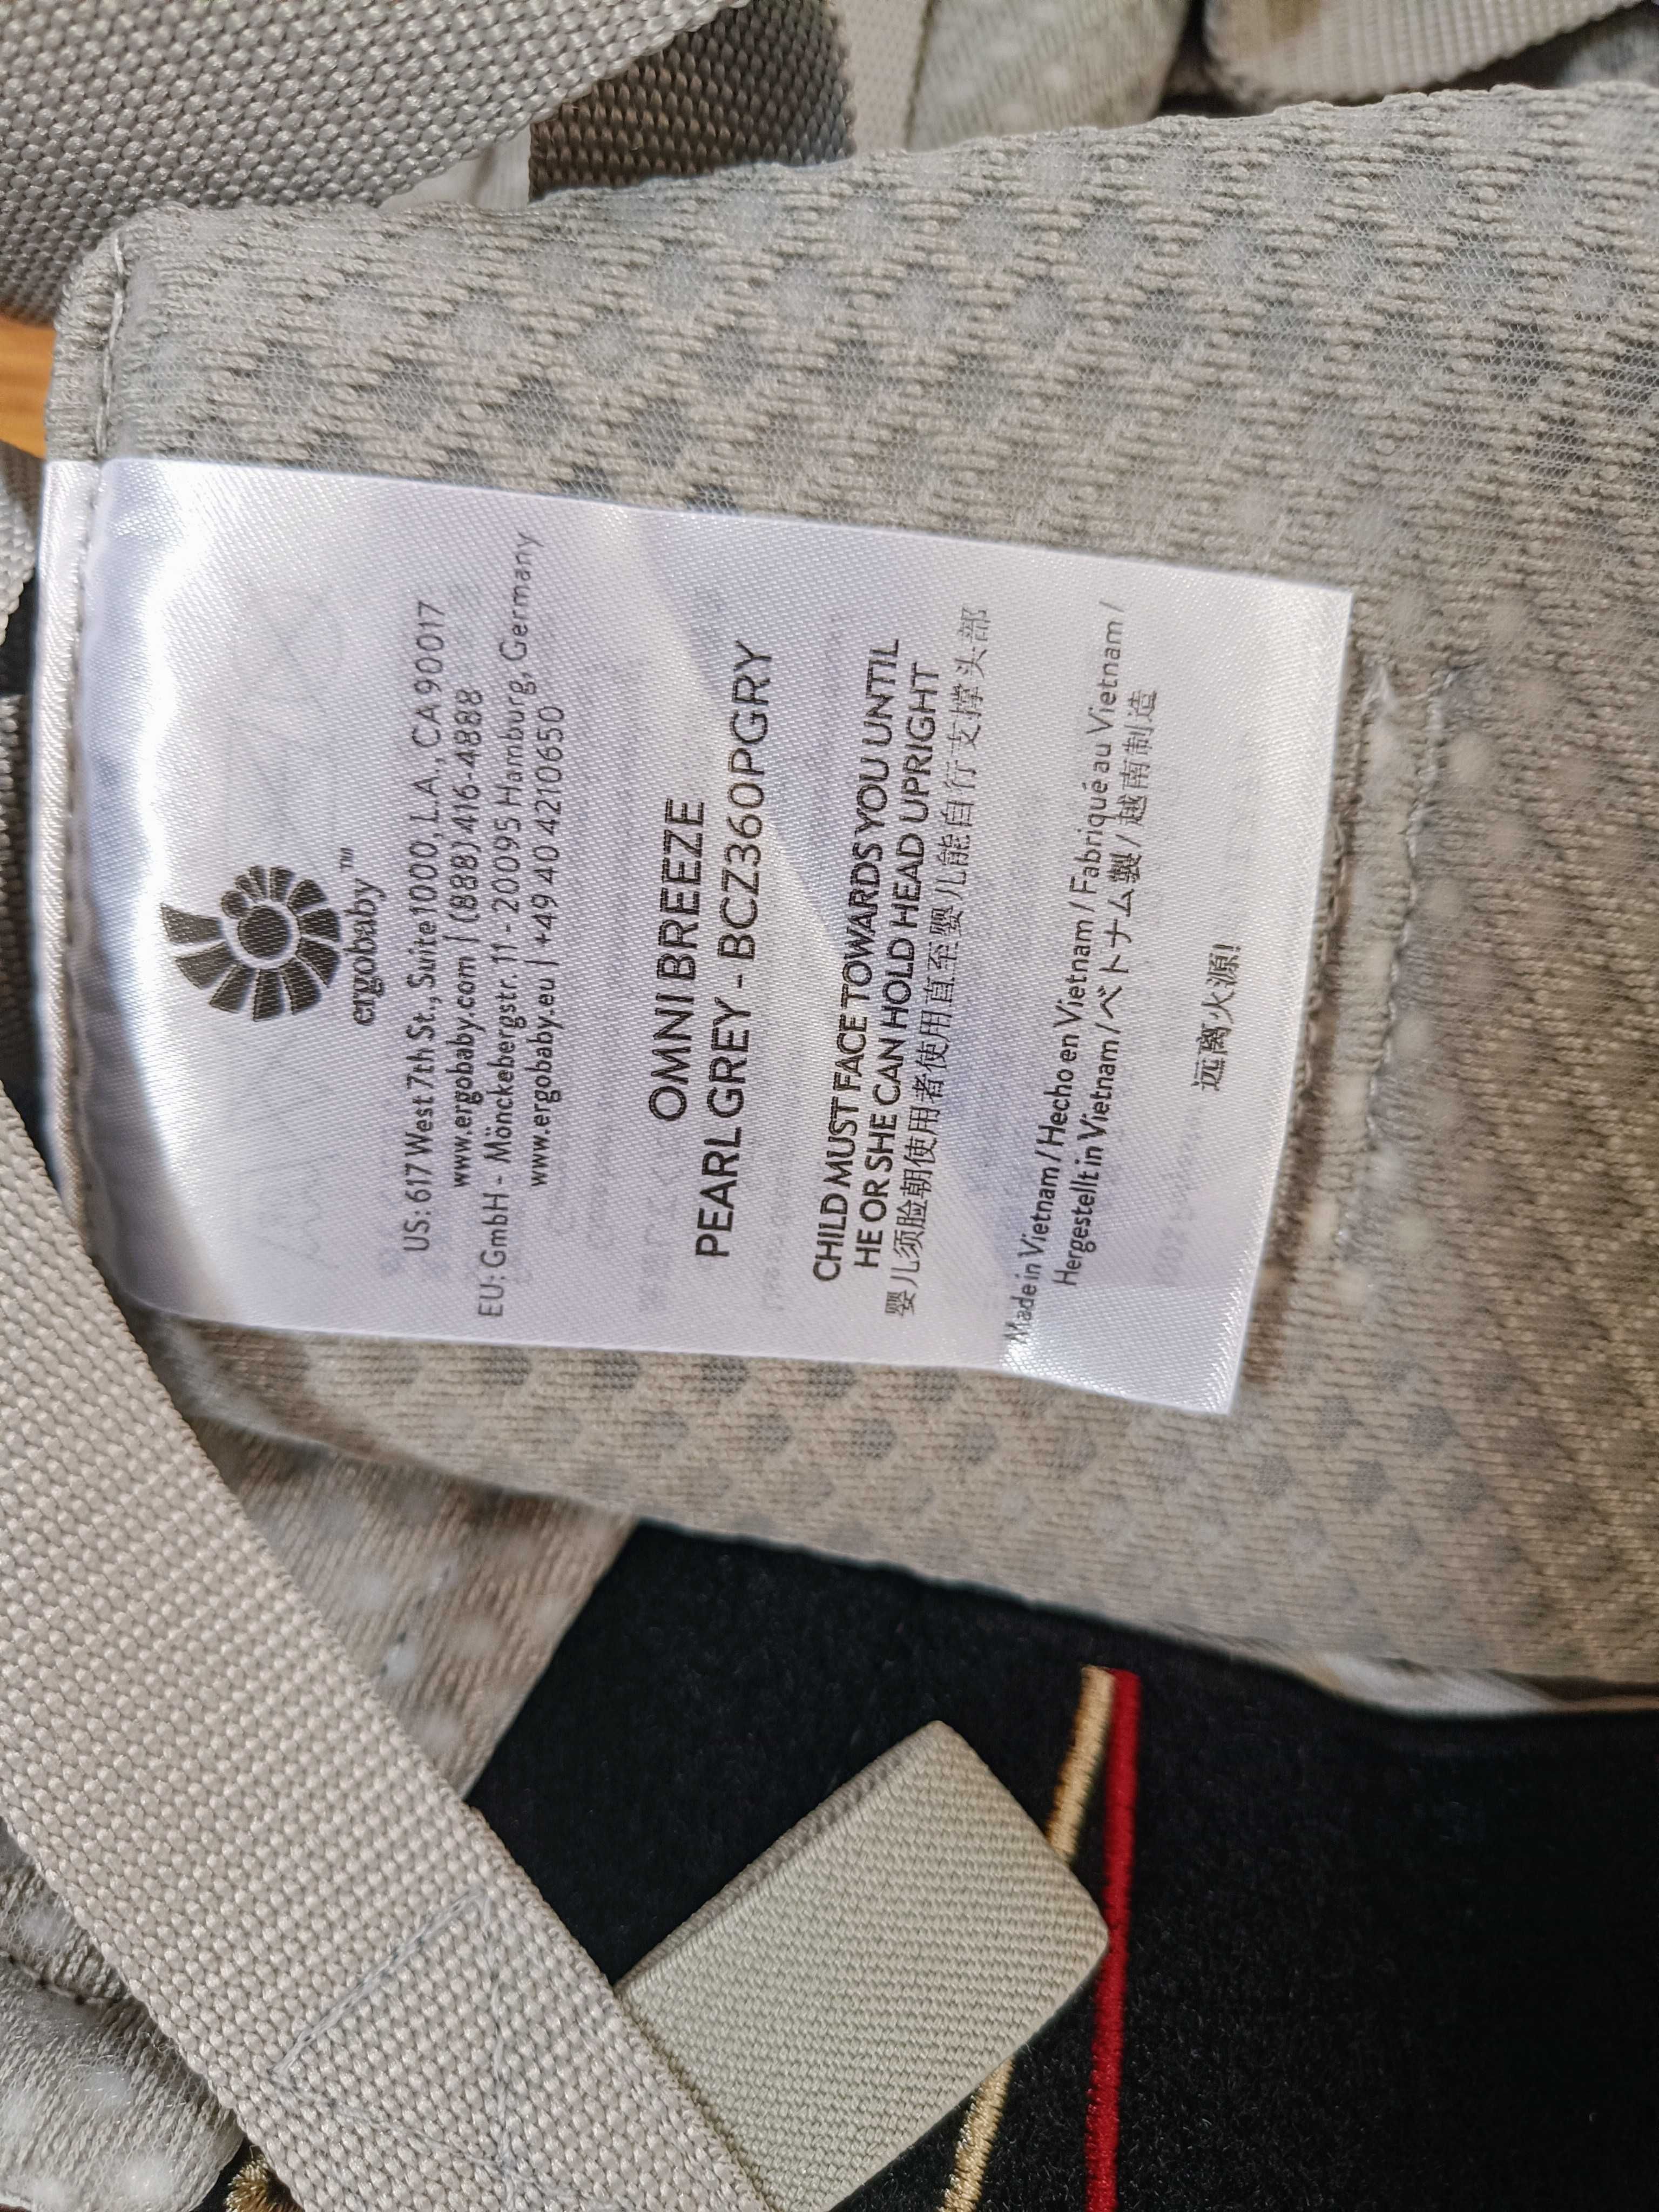 ergobaby™
US: 617 West 7th St., Suite 1000, L.A., CA 90017
www.ergobaby.com | (888) 416-4888
EU: GmbH - Mönckebergstr. 11 - 20095 Hamburg, Germany
www.ergobaby.eu | +49 40 4210650
OMNI BREEZE
PEARL GREY - BCZ360PGRY
CHILD MUST FACE TOWARDS YOU UNTIL
HE OR SHE CAN HOLD HEAD UPRIGHT
婴儿须脸朝使用者使用直至婴儿能自行支撑头部
Made in Vietnam / Hecho en Vietnam / Fabriqué au Vietnam /
Hergestellt in Vietnam / ベトナム製 / 越南制造
远离火源!